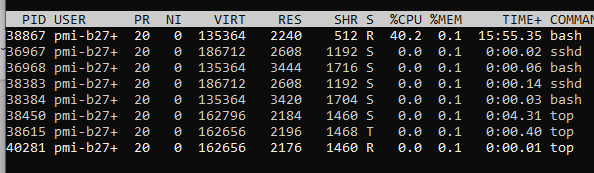 PID USER PR NI VIRT RES SHR S %CPU %MEM TIME+ COMMA
38867 pmi-b27+ 20 0 135364 2240 512 R 40.2 0.1 15:55.35 bash
36967 pmi-b27+ 20 0 186712 2608 1192 S 0.0 0.1 0:00.02 sshd
36968 pmi-b27+ 20 0 135364 3444 1716 S 0.0 0.1 0:00.06 bash
38383 pmi-b27+ 20 0 186712 2608 1192 S 0.0 0.1 0:00.14 sshd
38384 pmi-b27+ 20 0 135364 3420 1704 S 0.0 0.1 0:00.03 bash
38450 pmi-b27+ 20 0 162796 2184 1460 S 0.0 0.1 0:04.31 top
38615 pmi-b27+ 20 0 162656 2196 1468 T 0.0 0.1 0:00.40 top
40281 pmi-b27+ 20 0 162656 2176 1460 R 0.0 0.1 0:00.01 top